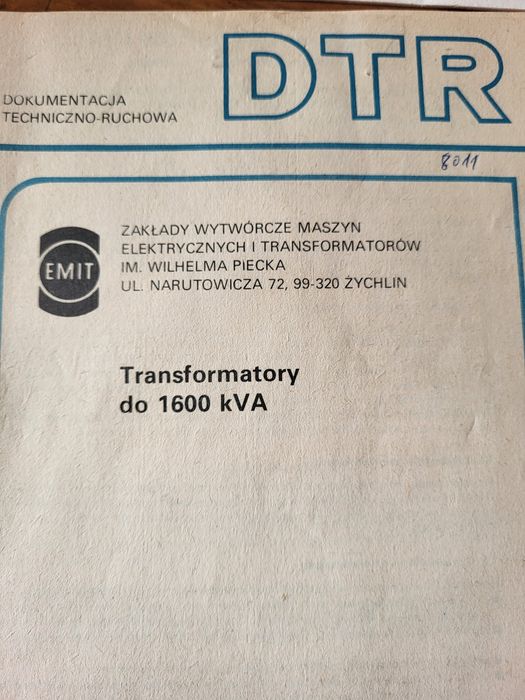 DTR
DOKUMENTACJA
TECHNICZNO-RUCHOWA
8011
EMIT
ZAKŁADY WYTWÓRCZE MASZYN
ELEKTRYCZNYCH I TRANSFORMATORÓW
IM. WILHELMA PIECKA
UL. NARUTOWICZA 72, 99-320 ŻYCHLIN
Transformatory
do 1600 kVA